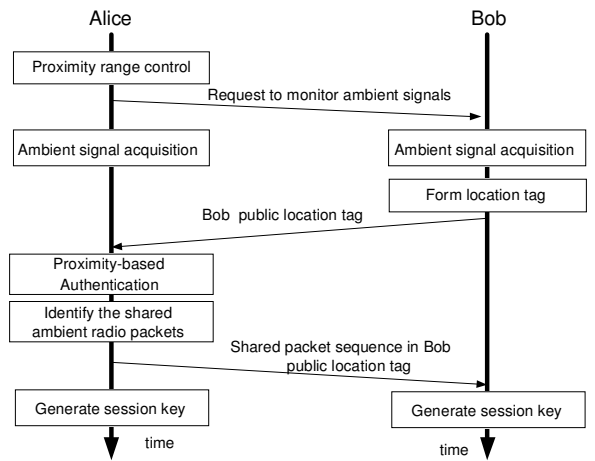 Alice
Bob
Proximity range control
Request to monitor ambient signals
Ambient signal acquisition
Ambient signal acquisition
Form location tag
Bob public location tag
Proximity-based
Authentication
Identify the shared
ambient radio packets
Shared packet sequence in Bob
public location tag
Generate session key
Generate session key
time
time